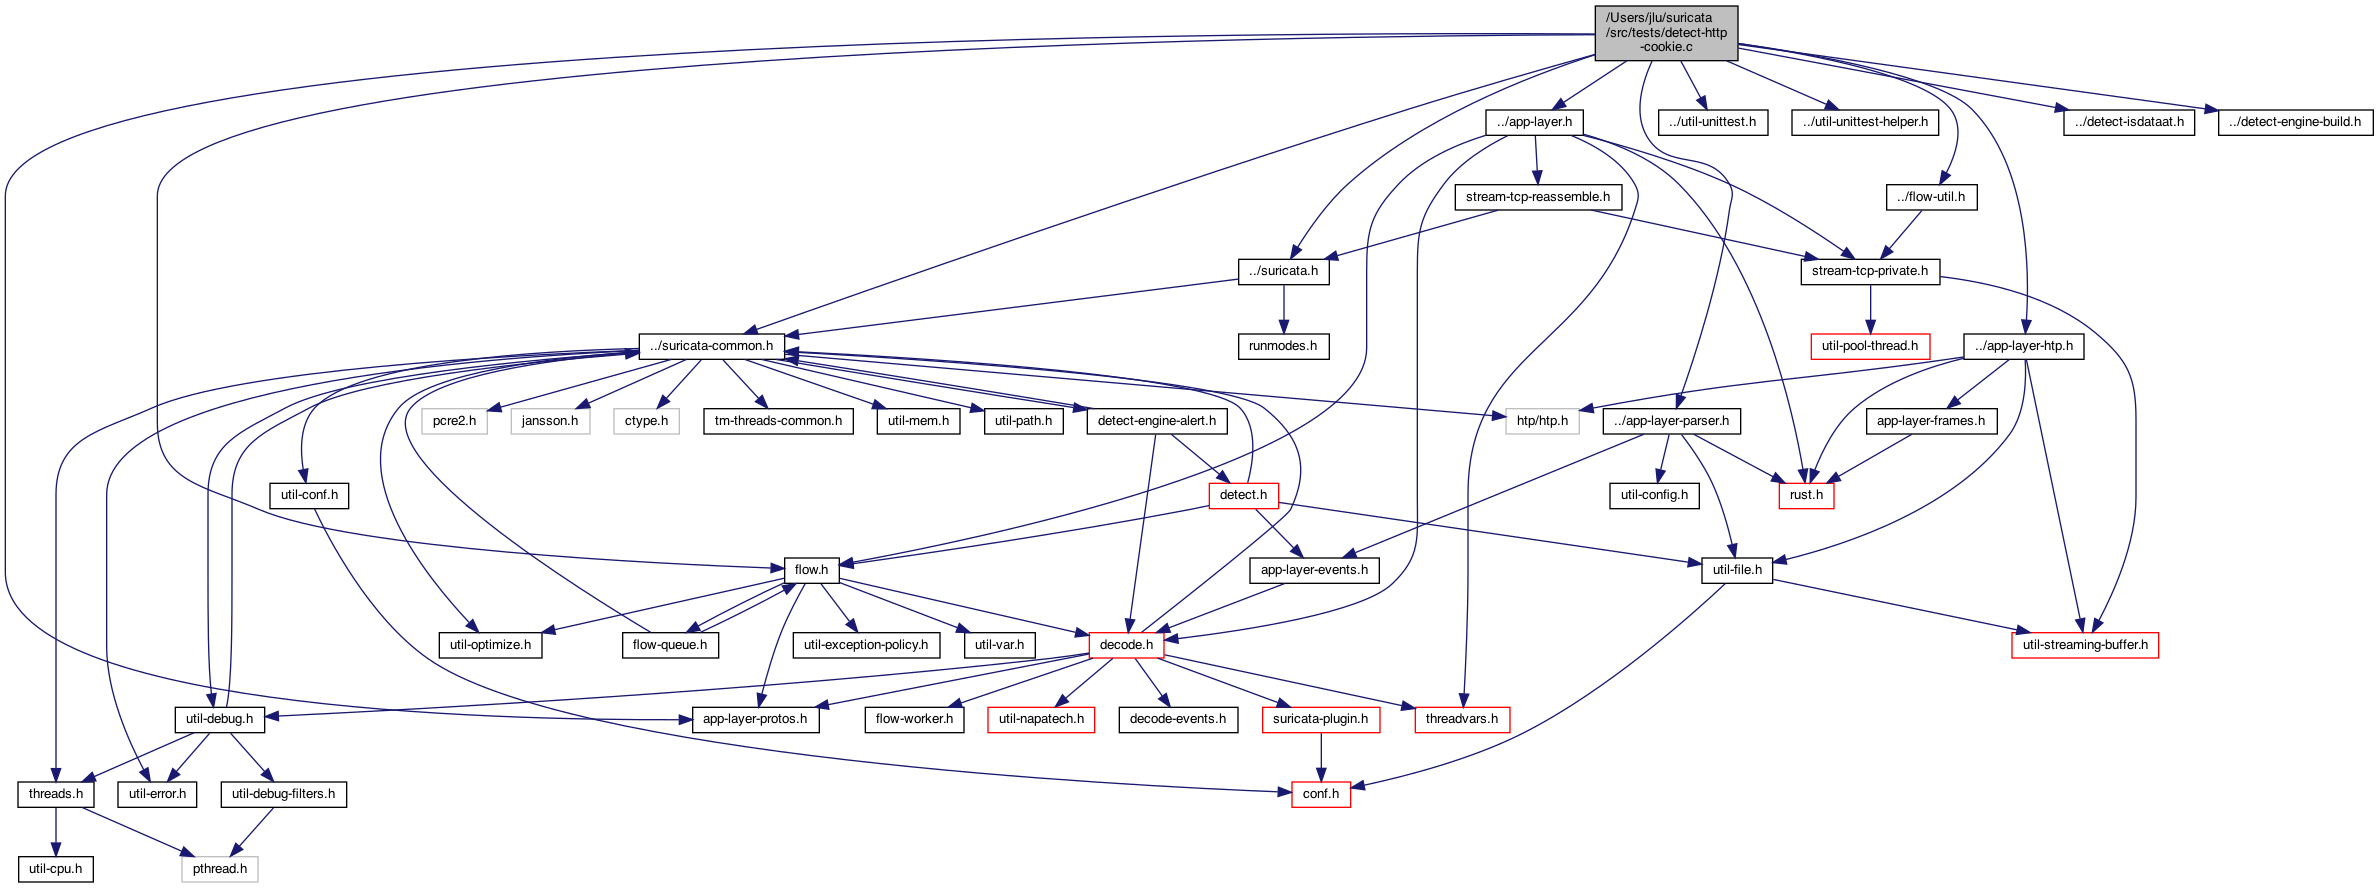 /Users/jlu/suricata
/src/tests/detect-http
-cookie.c
../app-layer.h
../util-unittest.h
../util-unittest-helper.h
../detect-isdataat.h
../detect-engine-build.h
stream-tcp-reassemble.h
../flow-util.h
../suricata.h
stream-tcp-private.h
../suricata-common.h
runmodes.h
util-pool-thread.h
../app-layer-htp.h
pcre2.h
jansson.h
ctype.h
tm-threads-common.h
util-mem.h
util-path.h
detect-engine-alert.h
htp/htp.h
../app-layer-parser.h
app-layer-frames.h
util-conf.h
detect.h
util-config.h
rust.h
flow.h
app-layer-events.h
util-file.h
util-optimize.h
flow-queue.h
util-exception-policy.h
util-var.h
decode.h
util-streaming-buffer.h
util-debug.h
app-layer-protos.h
flow-worker.h
util-napatech.h
decode-events.h
suricata-plugin.h
threadvars.h
threads.h
util-error.h
util-debug-filters.h
conf.h
util-cpu.h
pthread.h